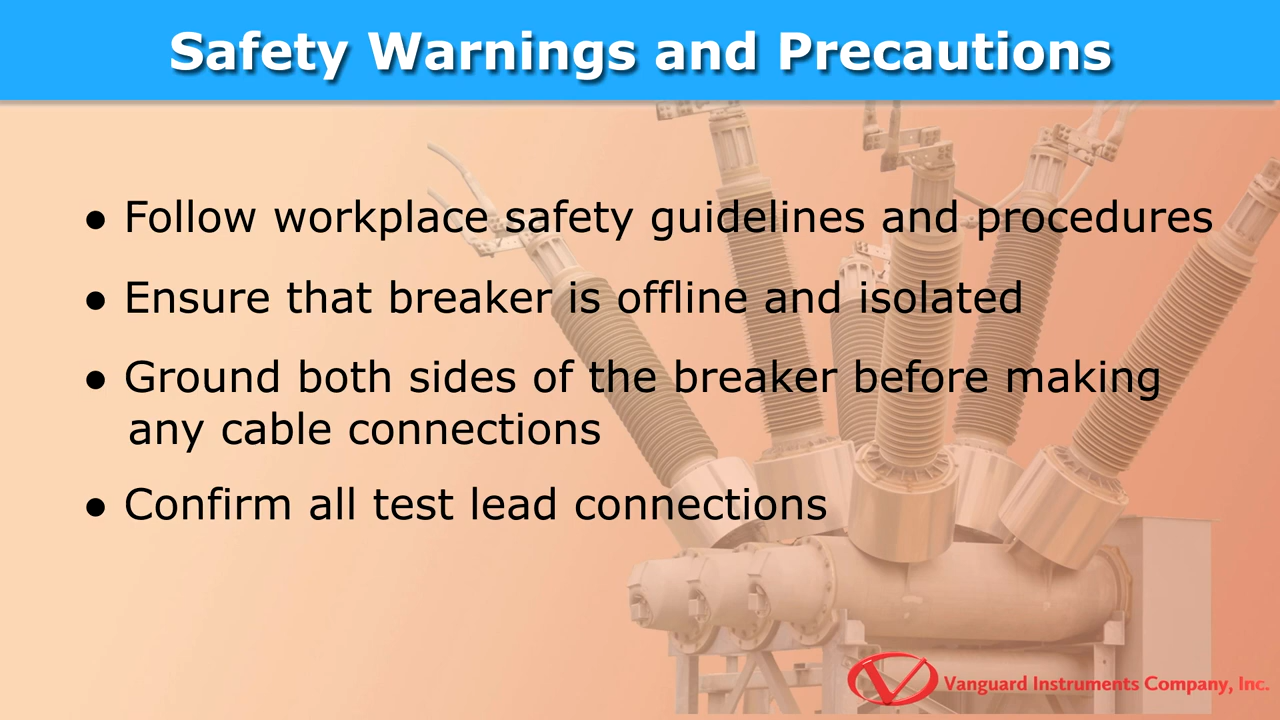 Safety Warnings and Precautions
● Follow workplace safety guidelines and procedures
● Ensure that breaker is offline and isolated
● Ground both sides of the breaker before making
any cable connections
● Confirm all test lead connections
Vanguard Instruments Company, Inc.